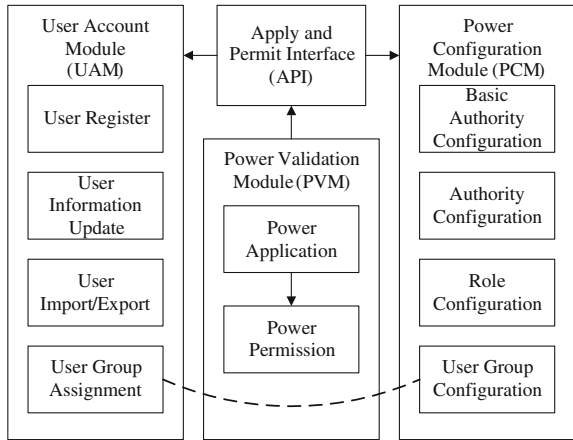 User Account
Module
(UAM)
User Register
User
Information
Update
User
Import/Export
User Group
Assignment
Apply and
Permit Interface
(API)
Power Validation
Module (PVM)
Power
Application
Power
Permission
Power
Configuration
Module (PCM)
Basic
Authority
Configuration
Authority
Configuration
Role
Configuration
User Group
Configuration